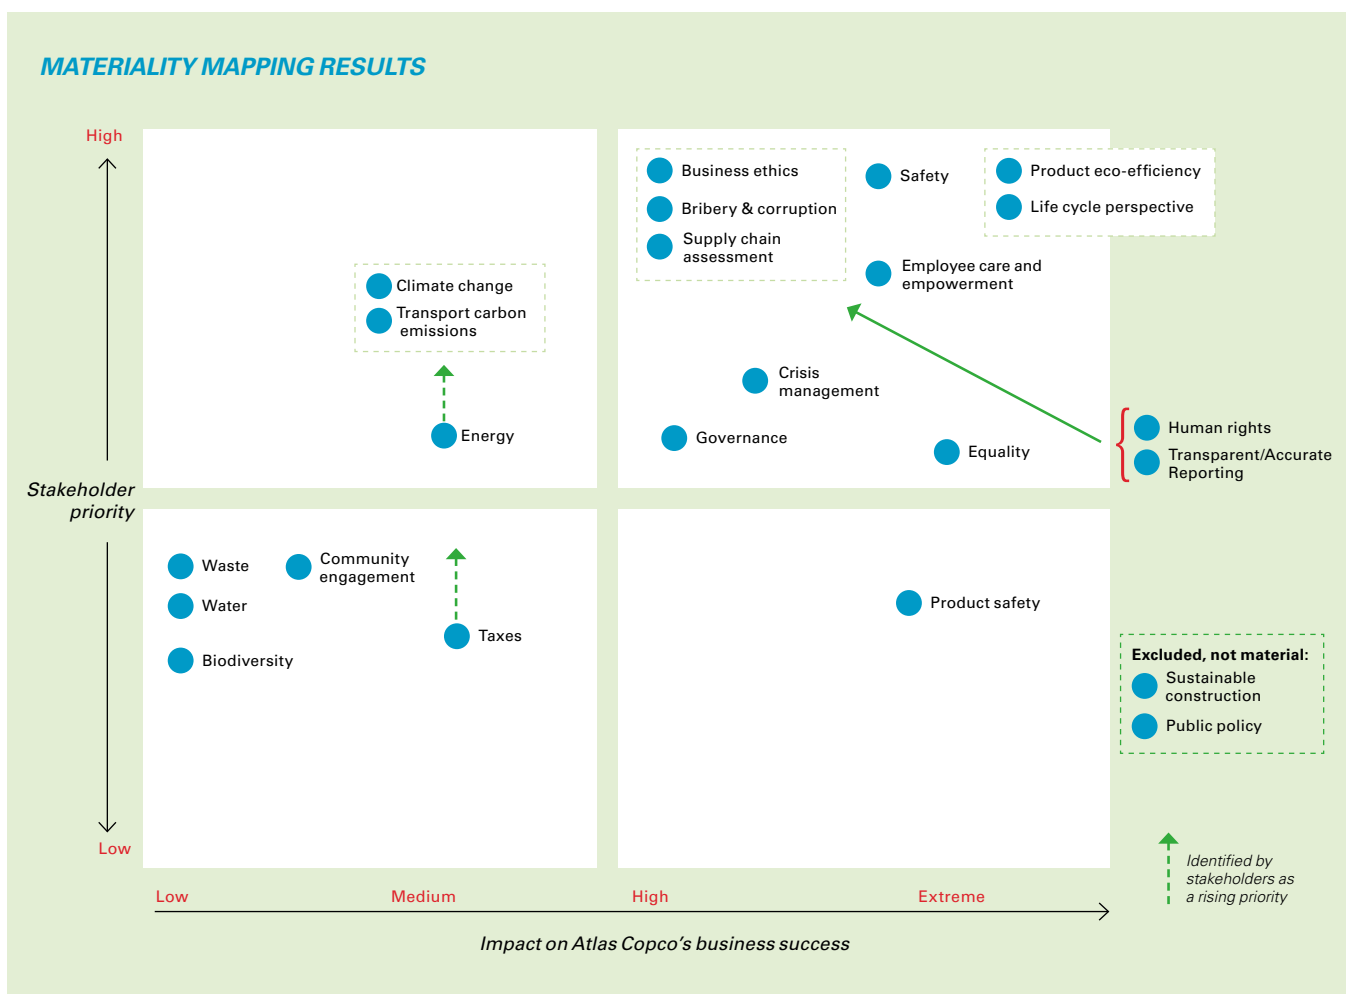 MATERIALITY MAPPING RESULTS
High
Business ethics
Bribery & corruption
Supply chain
assessment
Safety
Product eco-efficiency
Life cycle perspective
Employee care and
empowerment
Climate change
Transport carbon
emissions
Crisis
management
Energy
Governance
Equality
Human rights
Transparent/Accurate
Reporting
Stakeholder
priority
Waste
Community
engagement
Water
Taxes
Biodiversity
Product safety
Excluded, not material:
Sustainable
construction
Public policy
Low
Identified by
stakeholders as
a rising priority
Low
Medium
High
Extreme
Impact on Atlas Copco's business success